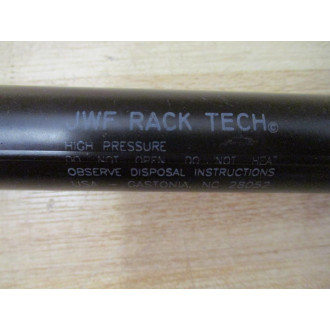 JWF RACK TECH©
HIGH PRESSURE
DO NOT OPEN DO NOT HEAT
OBSERVE DISPOSAL INSTRUCTIONS
USA - GASTONIA, NC 28052